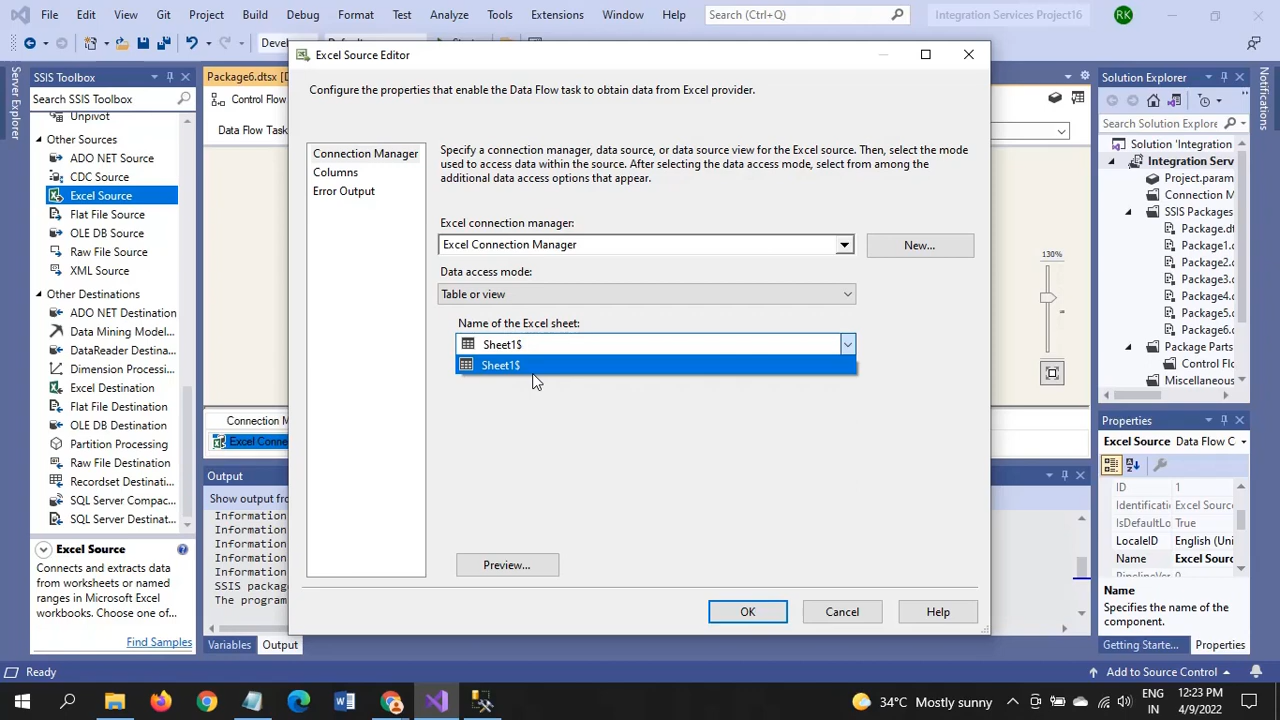 File
Edit
View
Git
Project
Build
Debug
Format
Test
Analyze
Tools
Extensions
Window
Help
Search (Ctrl+Q)
Integration Services Project16
RK
Server Explorer
SSIS Toolbox
Search SSIS Toolbox
Unpivot
Other Sources
ADO NET Source
CDC Source
Excel Source
Flat File Source
OLE DB Source
Raw File Source
XML Source
Other Destinations
ADO NET Destination
Data Mining Model...
DataReader Destinat...
Dimension Processi...
Excel Destination
Flat File Destination
OLE DB Destination
Partition Processing
Raw File Destination
Recordset Destinati...
SQL Server Compac...
SQL Server Destinat...
Excel Source
Connects and extracts
data from worksheets or named
ranges in Microsoft Excel
workbooks. Choose one of...
Find Samples
Package6.dtsx [D
Control Flow
Data Flow Task
Connection M
Excel Conne
Output
Show output fro
Information
Information
Information
Information
Information
SSIS packag
The program
Variables
Output
Excel Source Editor
Configure the properties that enable the Data Flow task to obtain data from Excel provider.
Connection Manager
Columns
Error Output
Specify a connection manager, data source, or data source view for the Excel source. Then, select the mode
used to access data within the source. After selecting the data access mode, select from among the
additional data access options that appear.
Excel connection manager:
Excel Connection Manager
New...
Data access mode:
Table or view
Name of the Excel sheet:
Sheet1$
Sheet1$
Preview...
OK
Cancel
Help
130%
Solution Explorer
Search Solution Explorer
Solution 'Integration
Integration Serv
Project.param
Connection M
SSIS Packages
Package.dt
Package1.
Package2.
Package3.
Package4.
Package5.
Package6.
Package Parts
Control Flow
Miscellaneous
Notifications
Properties
Excel Source Data Flow C
ID 1
Identificati Excel Source
IsDefaultLo True
LocaleID English (Uni
Name Excel Source
Name
Specifies the name of the
component.
Getting Starte...
Properties
Ready
Add to Source Control
34°C Mostly sunny
ENG
IN
12:23 PM
4/9/2022